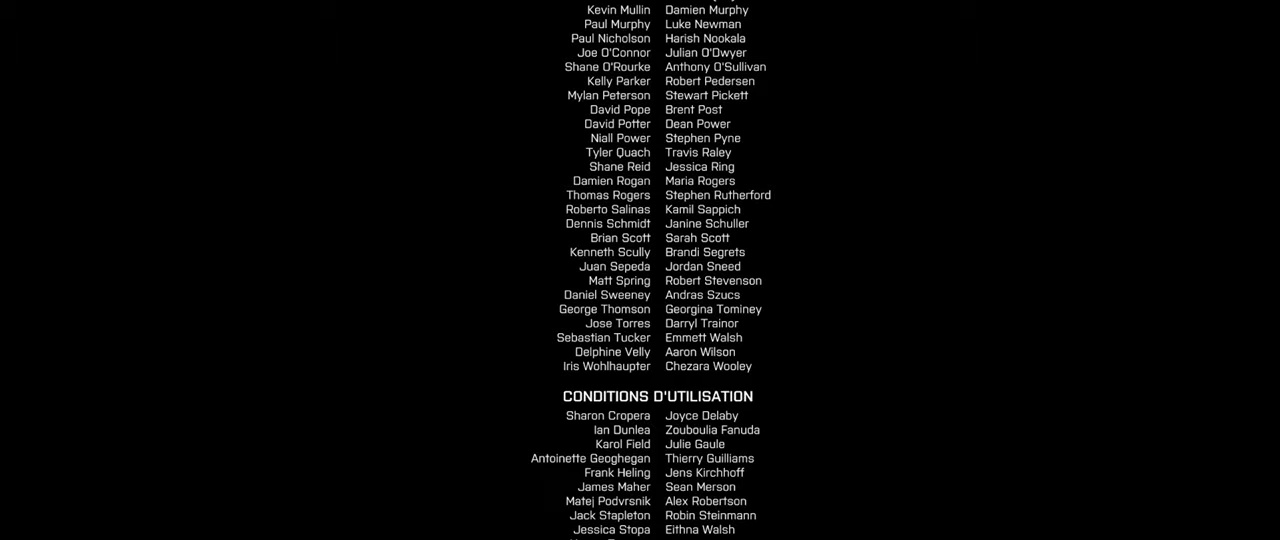 Kevin Mullin Damien Murphy
Paul Murphy Luke Newman
Paul Nicholson Harish Nookala
Joe O'Connor Julian O'Dwyer
Shane O'Rourke Anthony O'Sullivan
Kelly Parker Robert Pedersen
Mylan Peterson Stewart Pickett
David Pope Brent Post
David Potter Dean Power
Niall Power Stephen Pyne
Tyler Quach Travis Raley
Shane Reid Jessica Ring
Damien Rogan Maria Rogers
Thomas Rogers Stephen Rutherford
Roberto Salinas Kamil Sappich
Dennis Schmidt Janine Schuller
Brian Scott Sarah Scott
Kenneth Scully Brandi Segrets
Juan Sepeda Jordan Sneed
Matt Spring Robert Stevenson
Daniel Sweeney Andras Szucs
George Thomson Georgina Tominey
Jose Torres Darryl Trainor
Sebastian Tucker Emmett Walsh
Delphine Velly Aaron Wilson
Iris Wohlhaupter Chezara Wooley
CONDITIONS D'UTILISATION
Sharon Cropera Joyce Delaby
Ian Dunlea Zouboulia Fanuda
Karol Field Julie Gaule
Antoinette Geoghegan Thierry Guilliams
Frank Heling Jens Kirchhoff
James Maher Sean Merson
Matej Podvrsnik Alex Robertson
Jack Stapleton Robin Steinmann
Jessica Stopa Eithna Walsh